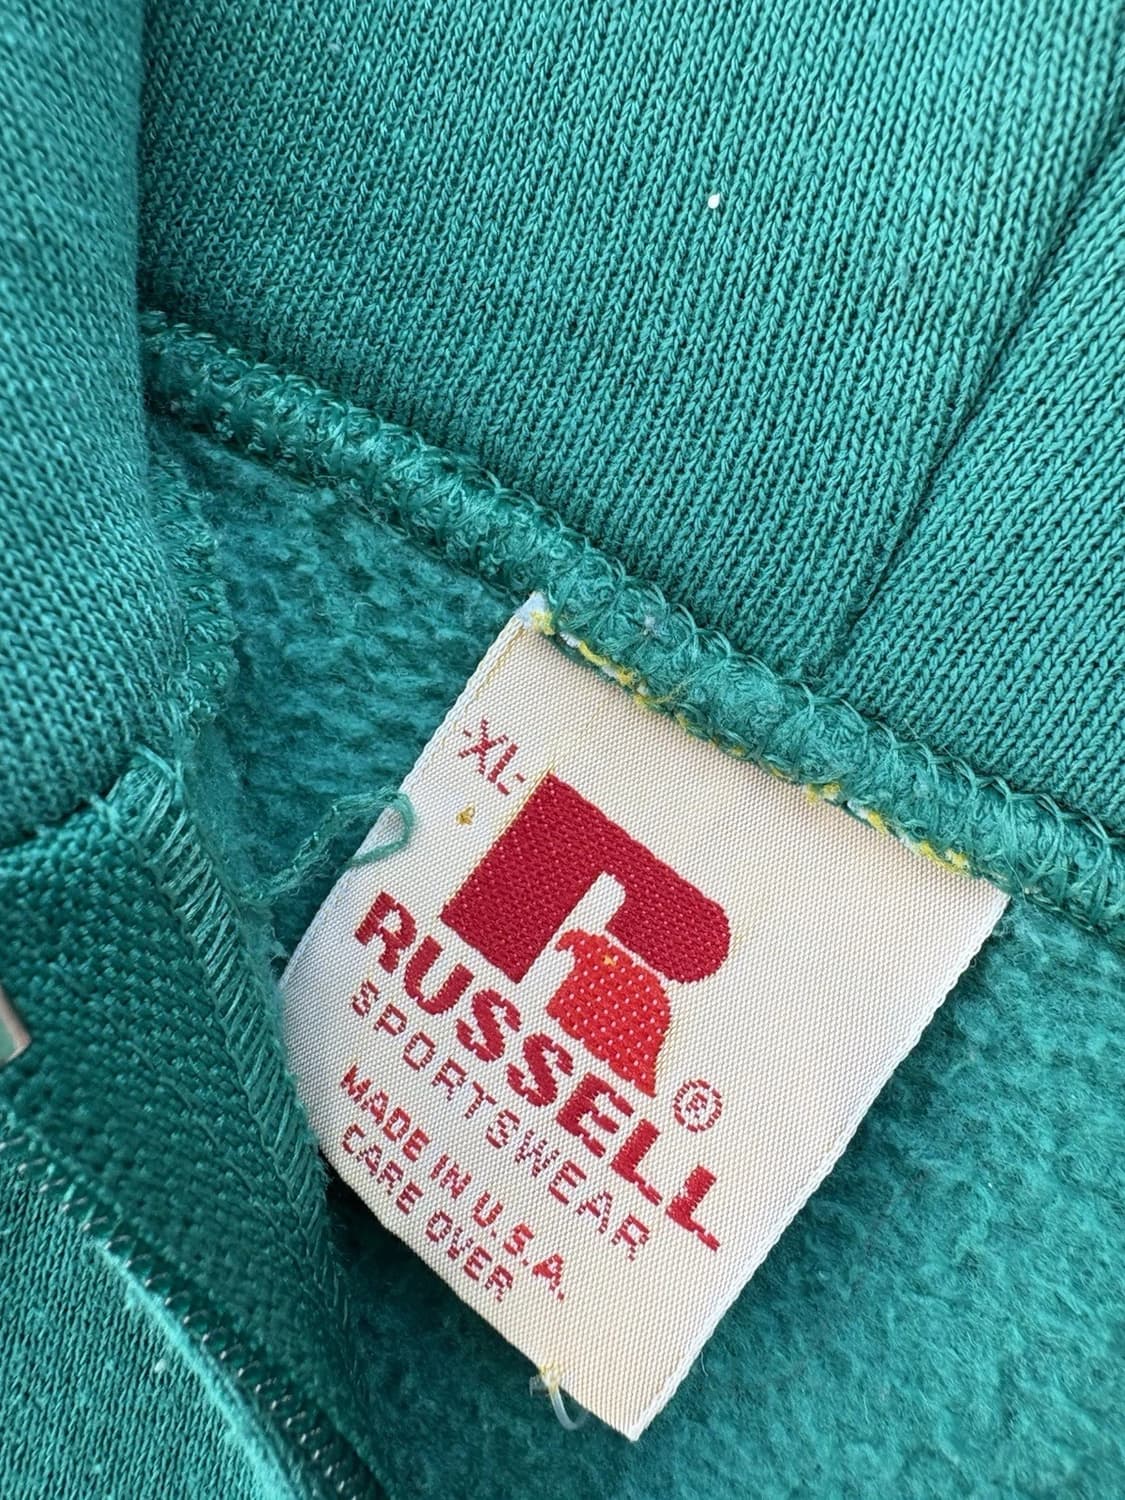 -XL-
R
RUSSELL ®
SPORTSWEAR
MADE IN U.S.A.
CARE OVER